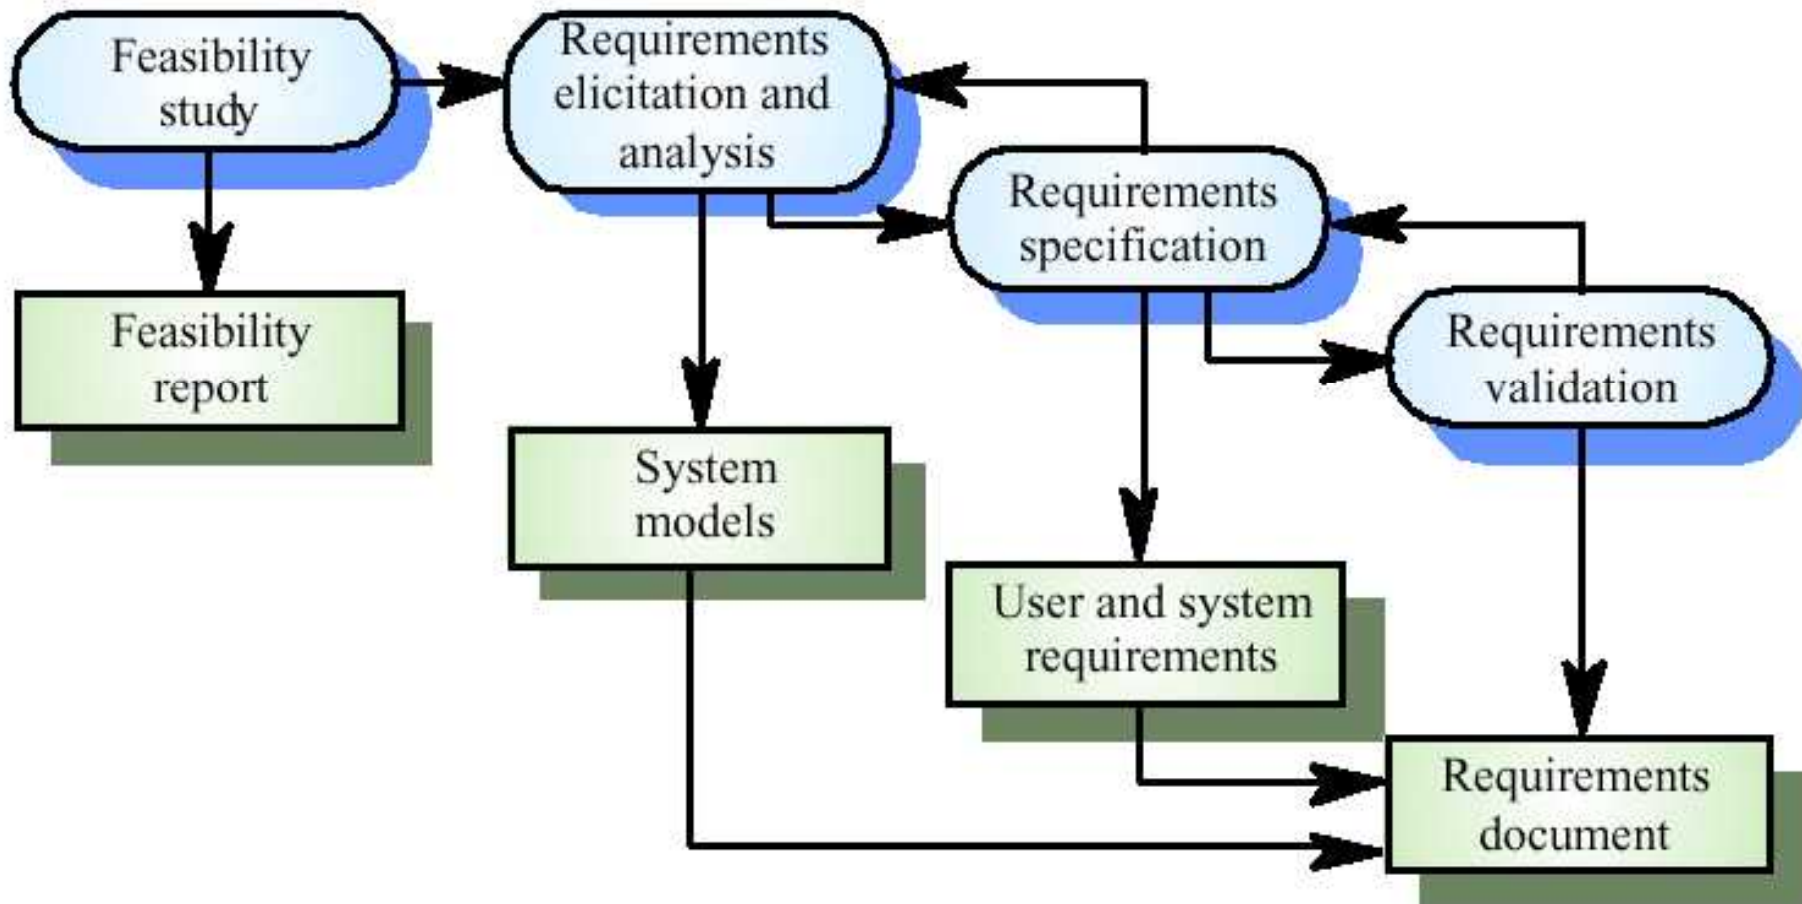 Feasibility
study
Requirements
elicitation and
analysis
Requirements
specification
Requirements
validation
Feasibility
report
System
models
User and system
requirements
Requirements
document